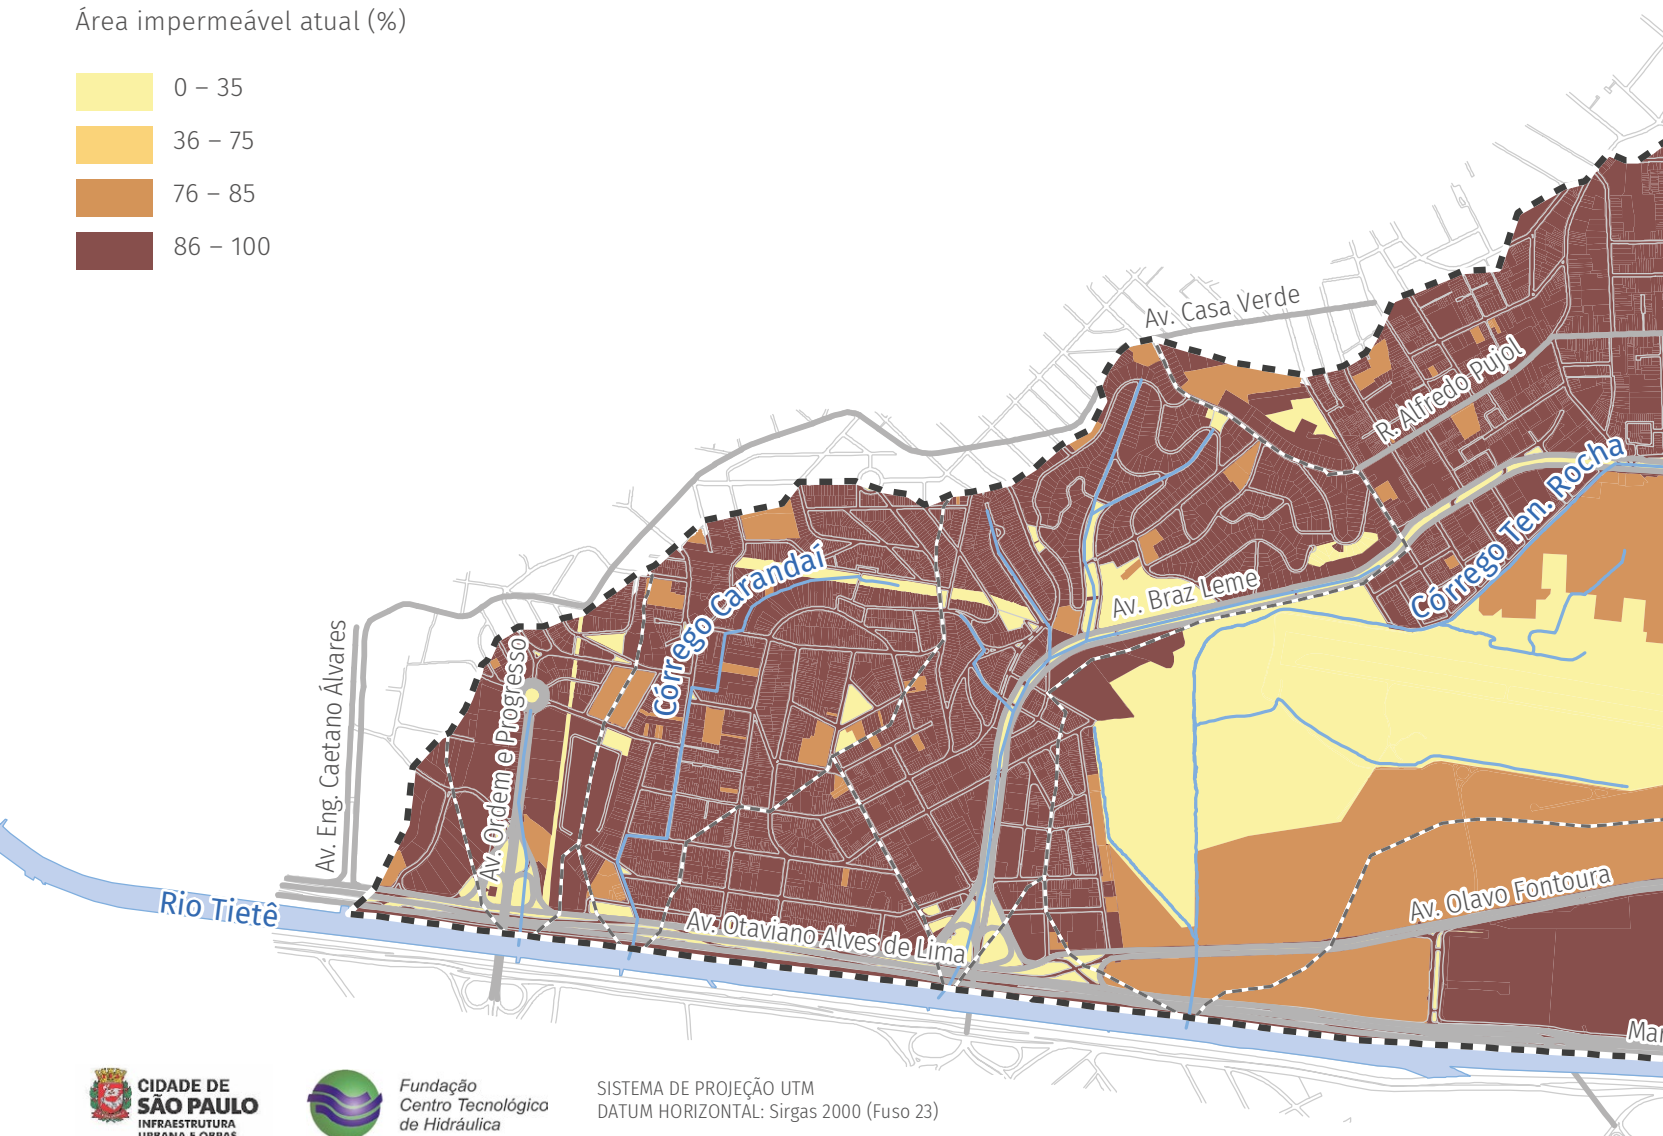 Área impermeável atual (%)
0 – 35
36 – 75
76 – 85
86 – 100
Av. Casa Verde
R. Alfredo Pujol
Córrego Ten. Rocha
Av. Braz Leme
Córrego Carandaí
Av. Eng. Caetano Álvares
Av. Ordem e Progresso
Rio Tietê
Av. Otaviano Alves de Lima
Av. Olavo Fontoura
Mar
CIDADE DE
SÃO PAULO
INFRAESTRUTURA
URBANA E OBRAS
Fundação
Centro Tecnológico
de Hidráulica
SISTEMA DE PROJEÇÃO UTM
DATUM HORIZONTAL: Sirgas 2000 (Fuso 23)